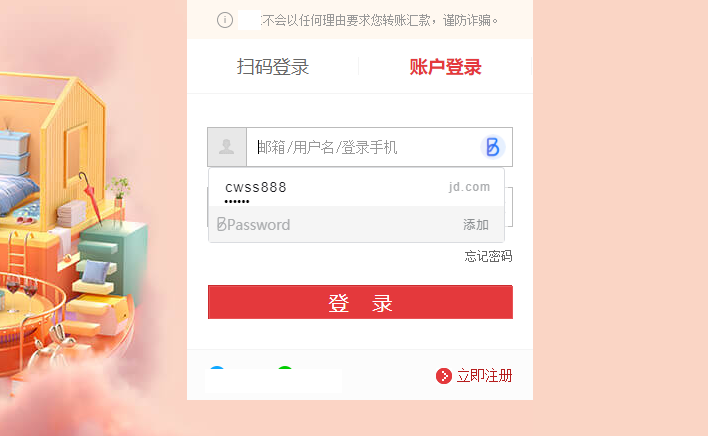 不会以任何理由要求您转账汇款，谨防诈骗。
扫码登录 账户登录
邮箱/用户名/登录手机
cwss888 jd.com
••••••
BPassword 添加
忘记密码
登 录
立即注册